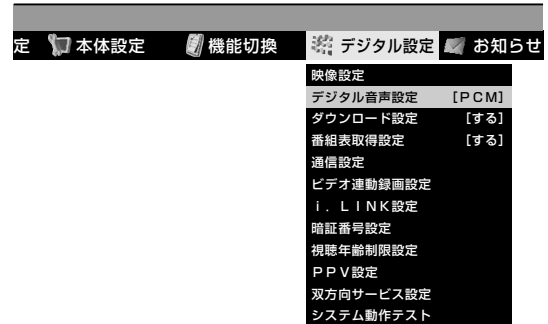 定 本体設定 機能切換 デジタル設定 お知らせ
映像設定
デジタル音声設定 [PCM]
ダウンロード設定 [する]
番組表取得設定 [する]
通信設定
ビデオ連動録画設定
i.LINK設定
暗証番号設定
視聴年齢制限設定
PPV設定
双方向サービス設定
システム動作テスト